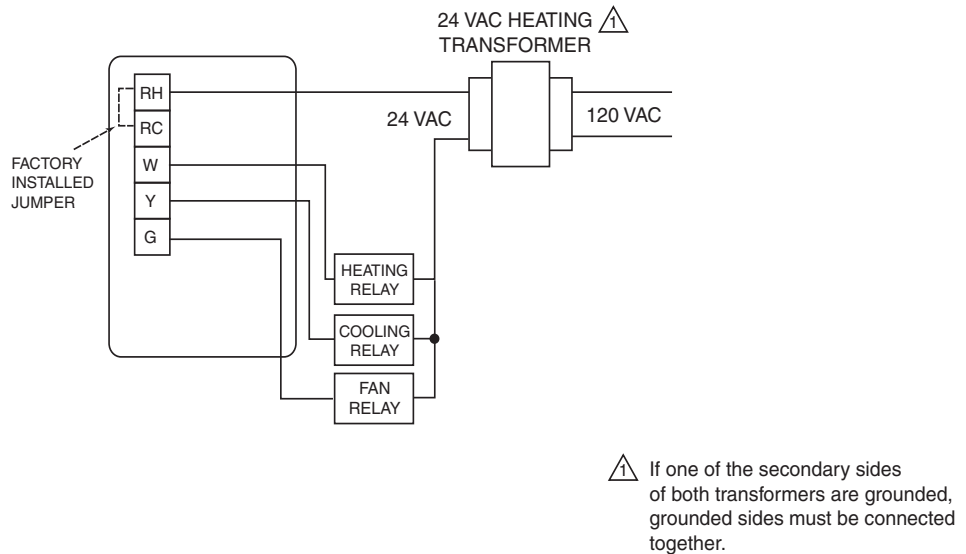 24 VAC HEATING 1
TRANSFORMER
RH
24 VAC
120 VAC
RC
FACTORY
INSTALLED
JUMPER
W
Y
G
HEATING
RELAY
COOLING
RELAY
FAN
RELAY
1 If one of the secondary sides
of both transformers are grounded,
grounded sides must be connected
together.